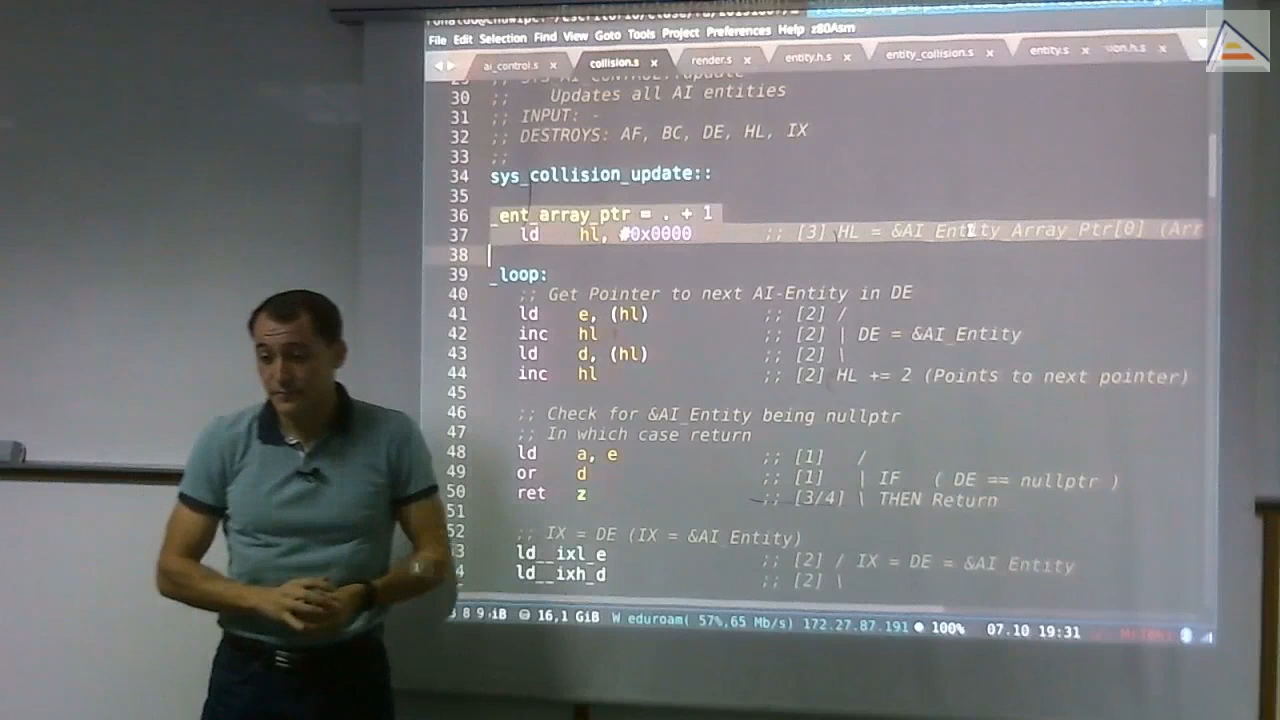 File Edit Selection Find View Goto Tools Project Preferences Help z80Asm
ai_control.s × collision.s × render.s × entity.h.s × entity_collision.s × entity.s ×
30 ;; Updates all AI entities
31 ;; INPUT: -
32 ;; DESTROYS: AF, BC, DE, HL, IX
33 ;;
34 sys_collision_update::
35
36 _ent_array_ptr = . + 1
37 ld hl, #0x0000 ;; [3] HL = &AI_Entity_Array_Ptr[0] (Arr
38
39 _loop:
40 ;; Get Pointer to next AI-Entity in DE
41 ld e, (hl) ;; [2] /
42 inc hl ;; [2] | DE = &AI_Entity
43 ld d, (hl) ;; [2] \
44 inc hl ;; [2] HL += 2 (Points to next pointer)
45
46 ;; Check for &AI_Entity being nullptr
47 ;; In which case return
48 ld a, e ;; [1] /
49 or d ;; [1] | IF ( DE == nullptr )
50 ret z ;; [3/4] \ THEN Return
51
52 ;; IX = DE (IX = &AI_Entity)
3 ld__ixl_e ;; [2] / IX = DE = &AI_Entity
4 ld__ixh_d ;; [2] \
16,1 GiB W eduroam( 57%,65 Mb/s) 172.27.87.191 100% 07.10 19:31